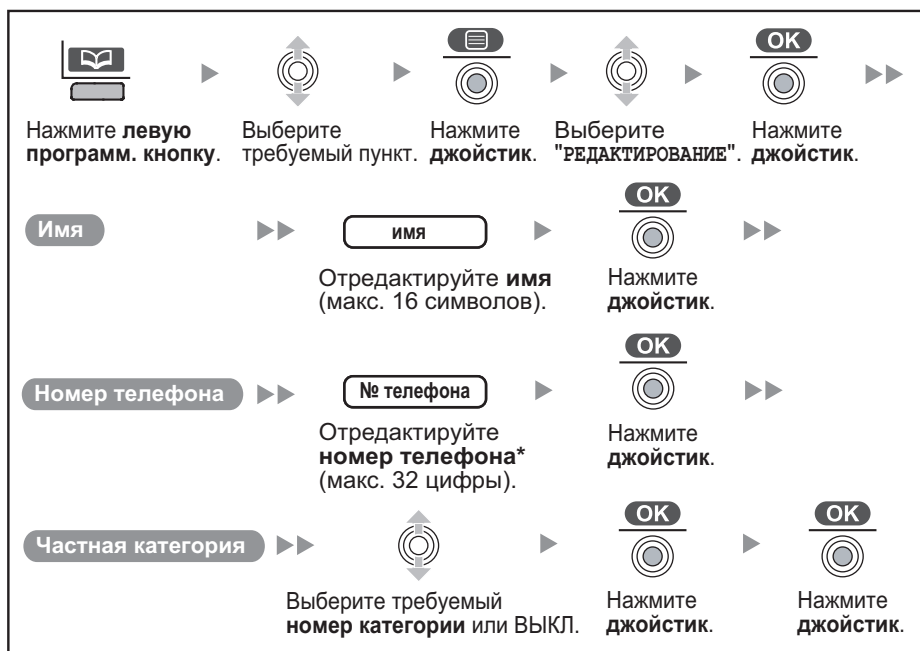 OK
Нажмите левую программ. кнопку.
Выберите требуемый пункт.
Нажмите джойстик.
Выберите "РЕДАКТИРОВАНИЕ".
Нажмите джойстик.
Имя
имя
OK
Отредактируйте имя
(макс. 16 символов).
Нажмите
джойстик.
OK
Номер телефона
№ телефона
Отредактируйте
номер телефона*
(макс. 32 цифры).
Нажмите
джойстик.
OK
OK
Частная категория
Выберите требуемый
номер категории или ВЫКЛ.
Нажмите
джойстик.
Нажмите
джойстик.